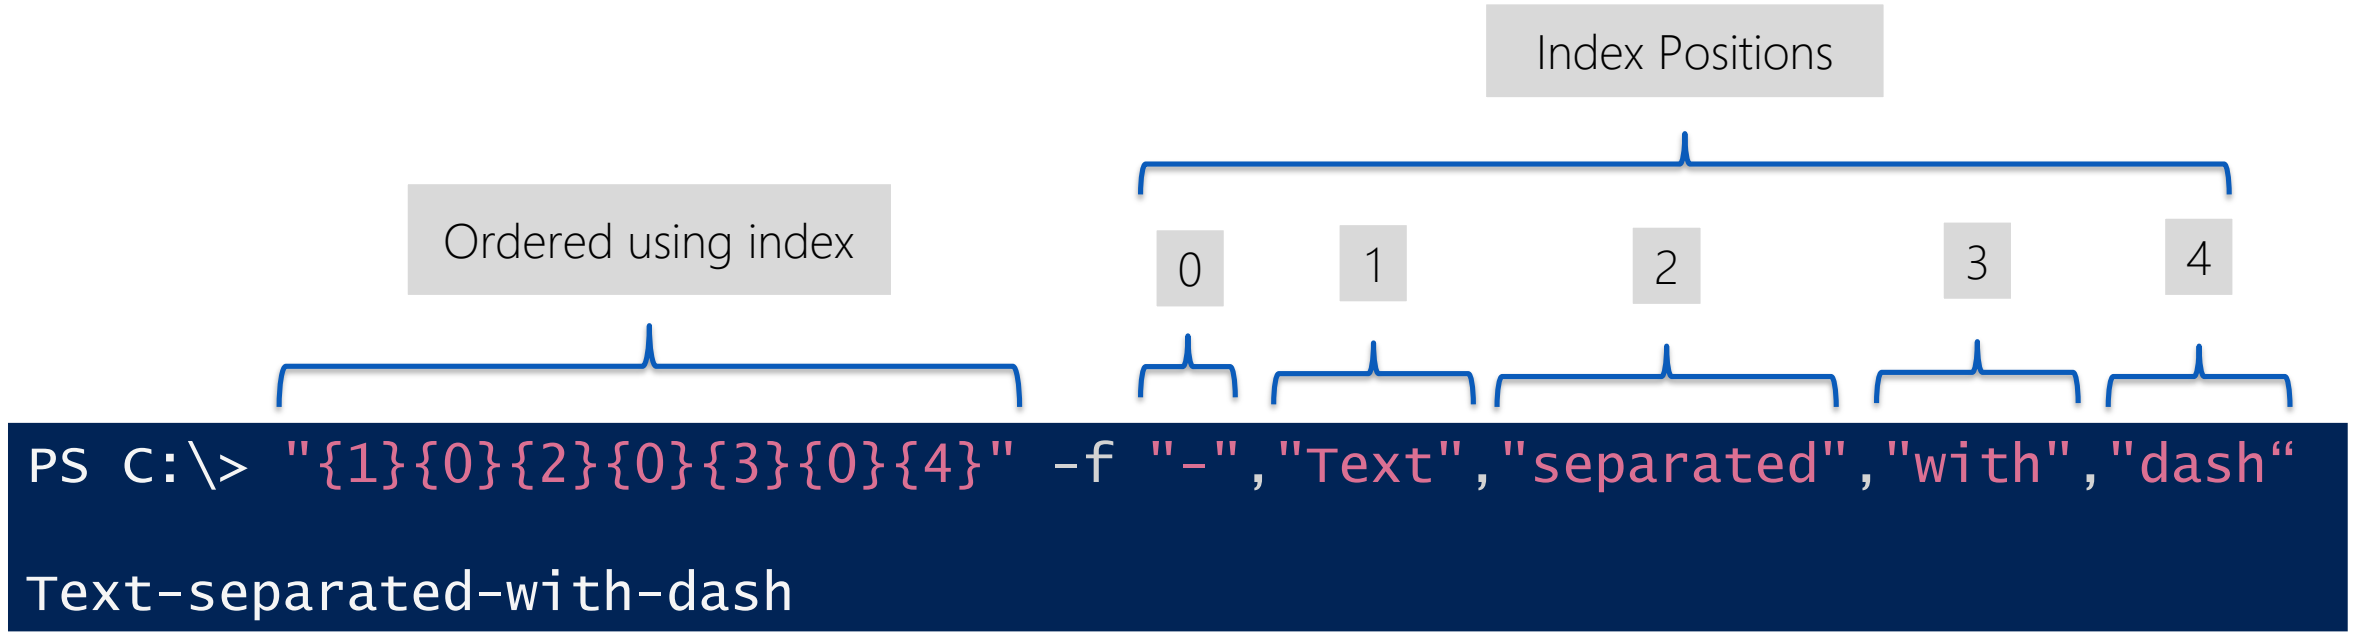 Index Positions
Ordered using index
0 1 2 3 4
PS C:\> "{1}{0}{2}{0}{3}{0}{4}" -f "-","Text","separated","with","dash“
Text-separated-with-dash